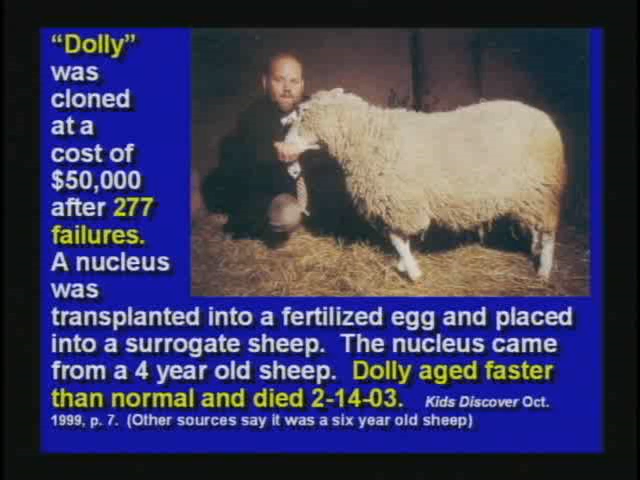 “Dolly”
was
cloned
at a
cost of
$50,000
after 277
failures.
A nucleus
was
transplanted into a fertilized egg and placed
into a surrogate sheep.  The nucleus came
from a 4 year old sheep.  Dolly aged faster
than normal and died 2-14-03.  Kids Discover Oct.
1999, p. 7.  (Other sources say it was a six year old sheep)